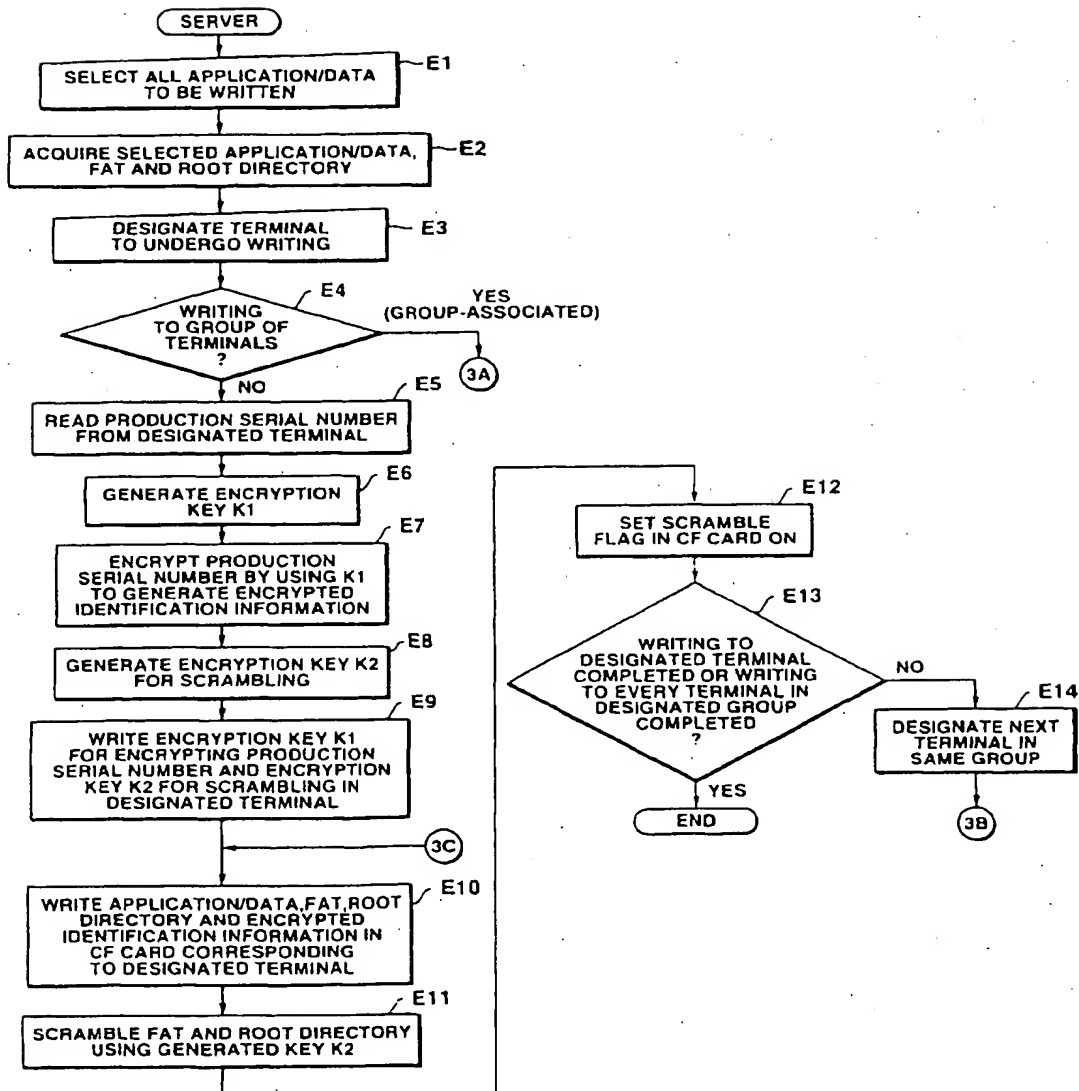 SERVER
E1
SELECT ALL APPLICATION/DATA
TO BE WRITTEN
E2
ACQUIRE SELECTED APPLICATION/DATA,
FAT AND ROOT DIRECTORY
E3
DESIGNATE TERMINAL
TO UNDERGO WRITING
E4
WRITING
TO GROUP OF
TERMINALS
?
YES
(GROUP-ASSOCIATED)
3A
NO
E5
READ PRODUCTION SERIAL NUMBER
FROM DESIGNATED TERMINAL
E6
GENERATE ENCRYPTION
KEY K1
E7
ENCRYPT PRODUCTION
SERIAL NUMBER BY USING K1
TO GENERATE ENCRYPTED
IDENTIFICATION INFORMATION
E8
GENERATE ENCRYPTION KEY K2
FOR SCRAMBLING
E9
WRITE ENCRYPTION KEY K1
FOR ENCRYPTING PRODUCTION
SERIAL NUMBER AND ENCRYPTION
KEY K2 FOR SCRAMBLING IN
DESIGNATED TERMINAL
3C
E10
WRITE APPLICATION/DATA,FAT,ROOT
DIRECTORY AND ENCRYPTED
IDENTIFICATION INFORMATION IN
CF CARD CORRESPONDING
TO DESIGNATED TERMINAL
E11
SCRAMBLE FAT AND ROOT DIRECTORY
USING GENERATED KEY K2
E12
SET SCRAMBLE
FLAG IN CF CARD ON
E13
WRITING TO
DESIGNATED TERMINAL
COMPLETED OR WRITING
TO EVERY TERMINAL IN
DESIGNATED GROUP
COMPLETED
?
NO
E14
DESIGNATE NEXT
TERMINAL IN
SAME GROUP
3B
YES
END